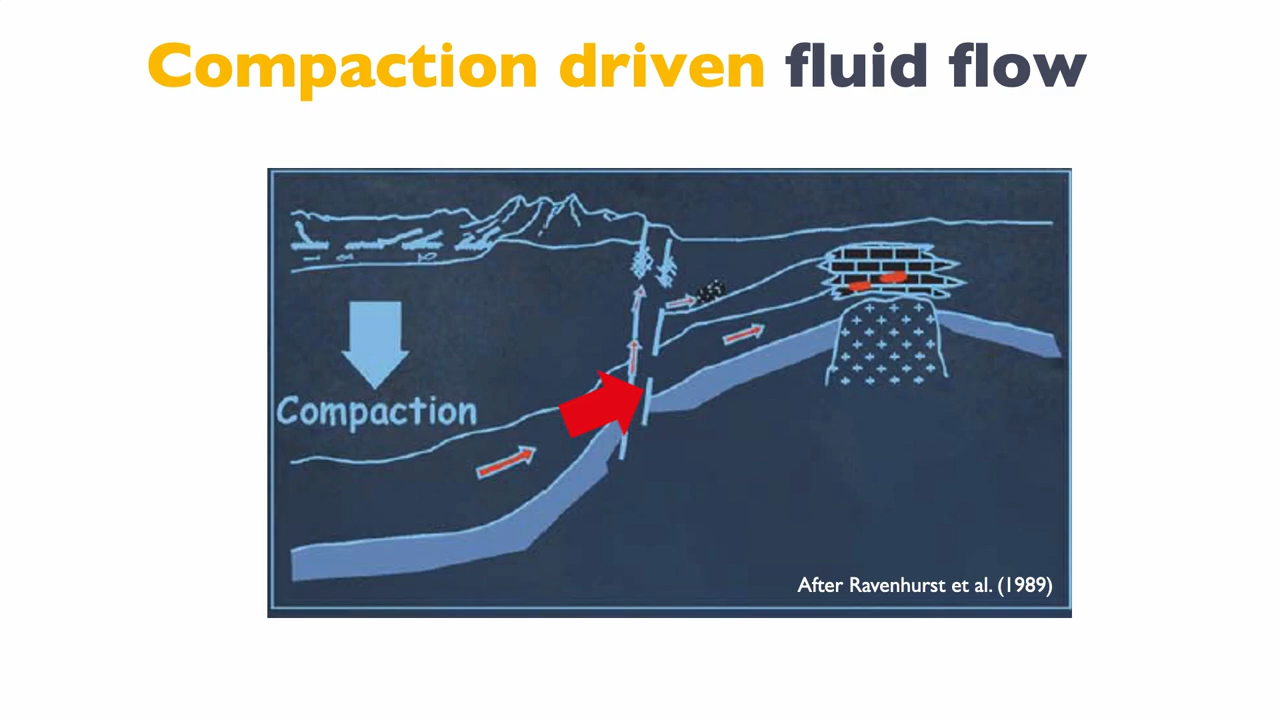 Compaction driven fluid flow
Compaction
After Ravenhurst et al. (1989)